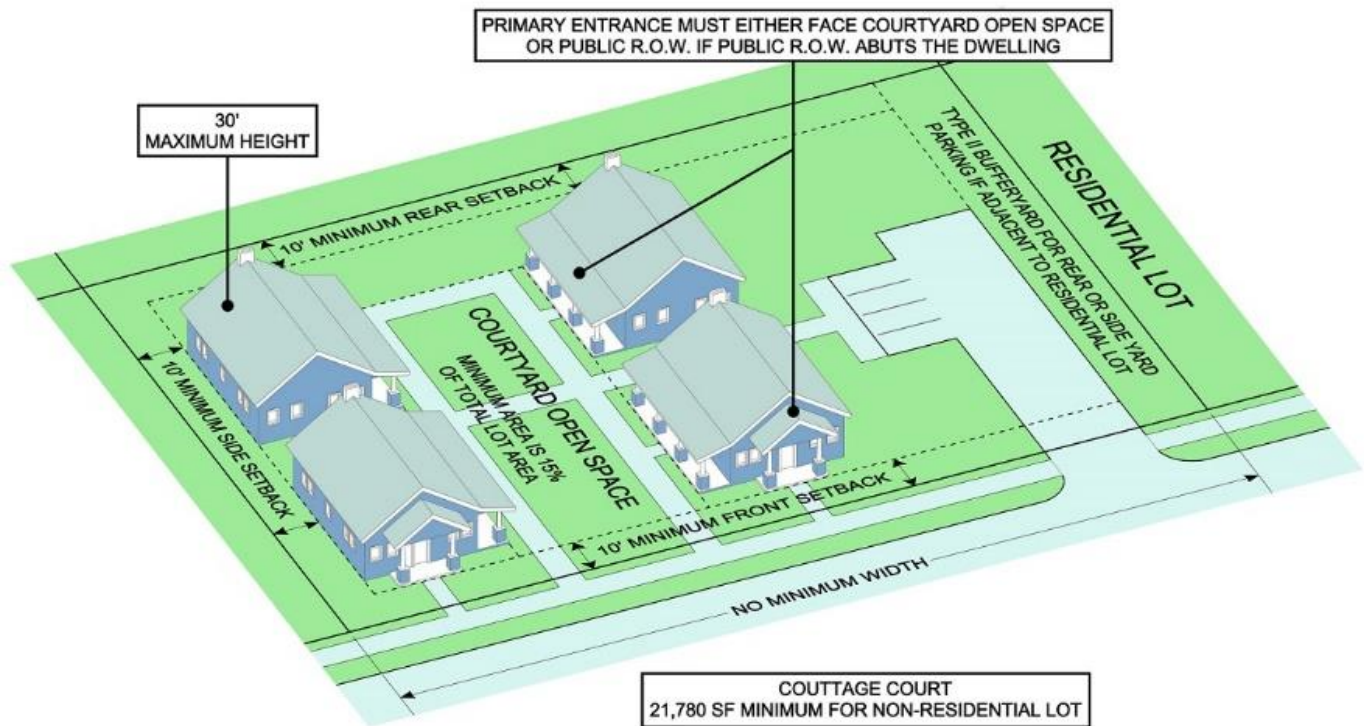 PRIMARY ENTRANCE MUST EITHER FACE COURTYARD OPEN SPACE
OR PUBLIC R.O.W. IF PUBLIC R.O.W. ABUTS THE DWELLING
30'
MAXIMUM HEIGHT
10' MINIMUM REAR SETBACK
TYPE II BUFFERYARD FOR REAR OR SIDE YARD
PARKING IF ADJACENT TO RESIDENTIAL LOT
RESIDENTIAL LOT
COURTYARD OPEN SPACE
MINIMUM AREA IS 15%
OF TOTAL LOT AREA
10' MINIMUM SIDE SETBACK
10' MINIMUM FRONT SETBACK
NO MINIMUM WIDTH
COUTTAGE COURT
21,780 SF MINIMUM FOR NON-RESIDENTIAL LOT